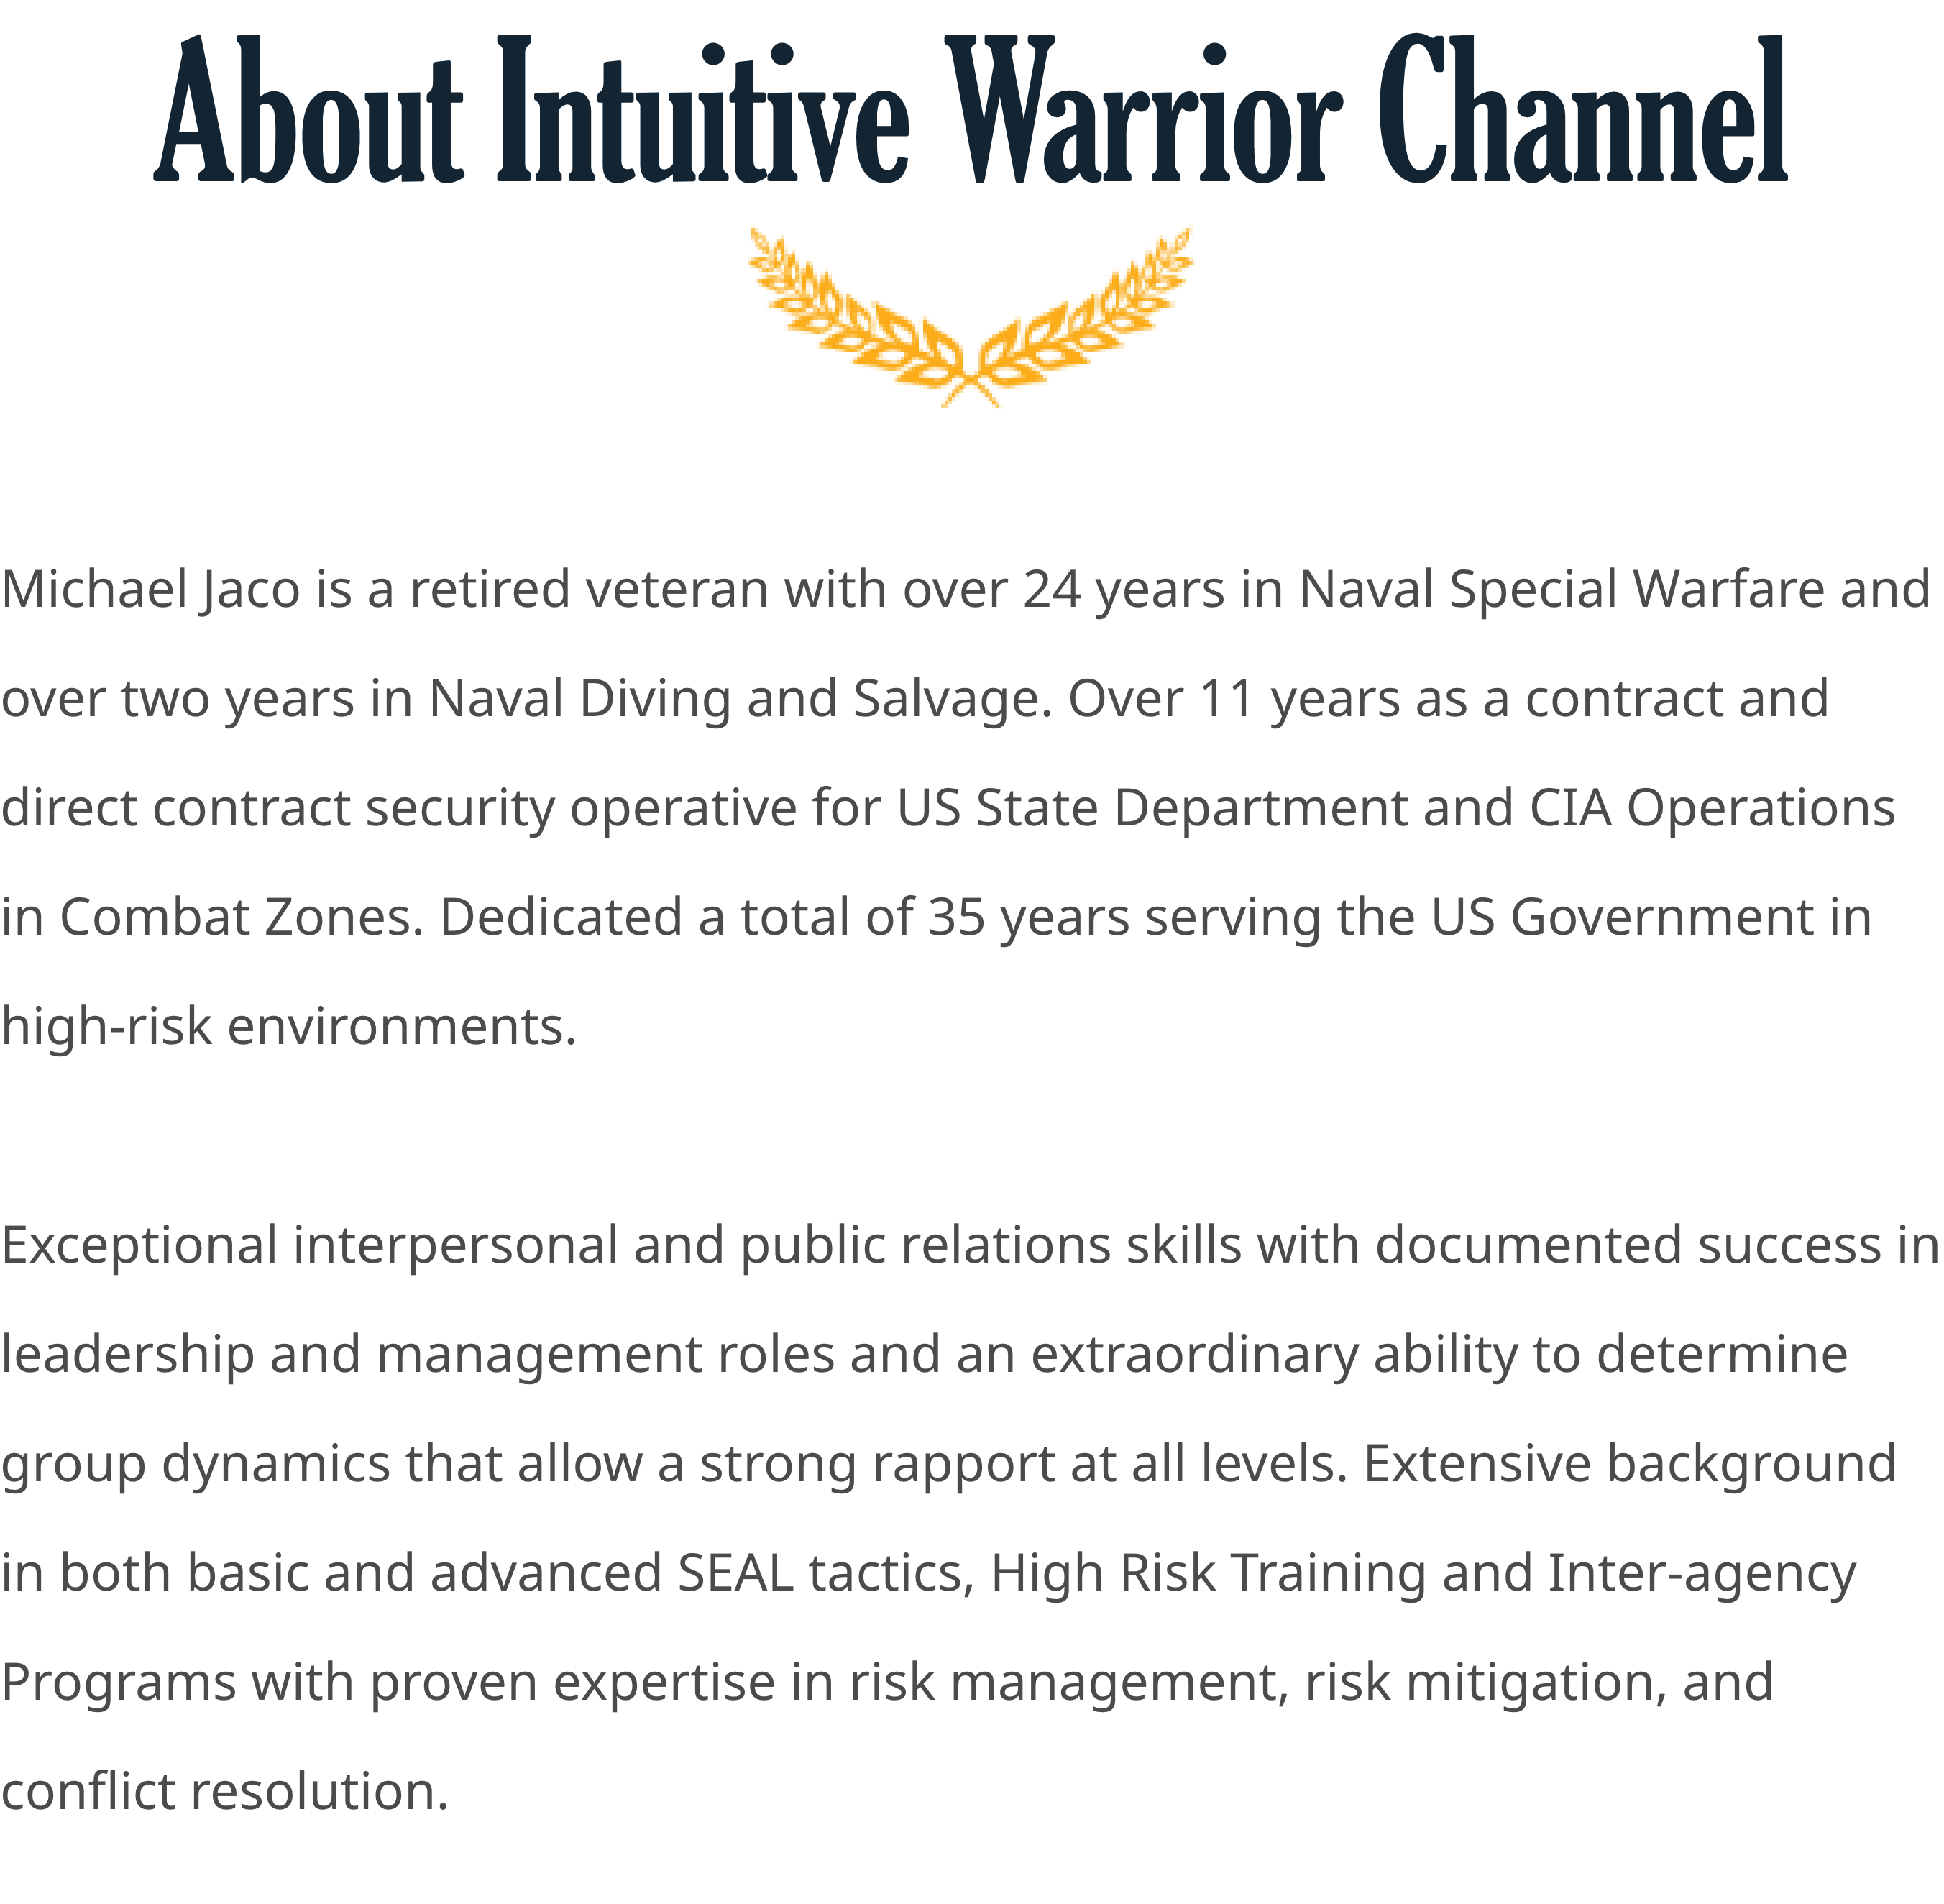 About Intuitive Warrior Channel
Michael Jaco is a retired veteran with over 24 years in Naval Special Warfare and
over two years in Naval Diving and Salvage. Over 11 years as a contract and
direct contract security operative for US State Department and CIA Operations
in Combat Zones. Dedicated a total of 35 years serving the US Government in
high-risk environments.
Exceptional interpersonal and public relations skills with documented success in
leadership and management roles and an extraordinary ability to determine
group dynamics that allow a strong rapport at all levels. Extensive background
in both basic and advanced SEAL tactics, High Risk Training and Inter-agency
Programs with proven expertise in risk management, risk mitigation, and
conflict resolution.